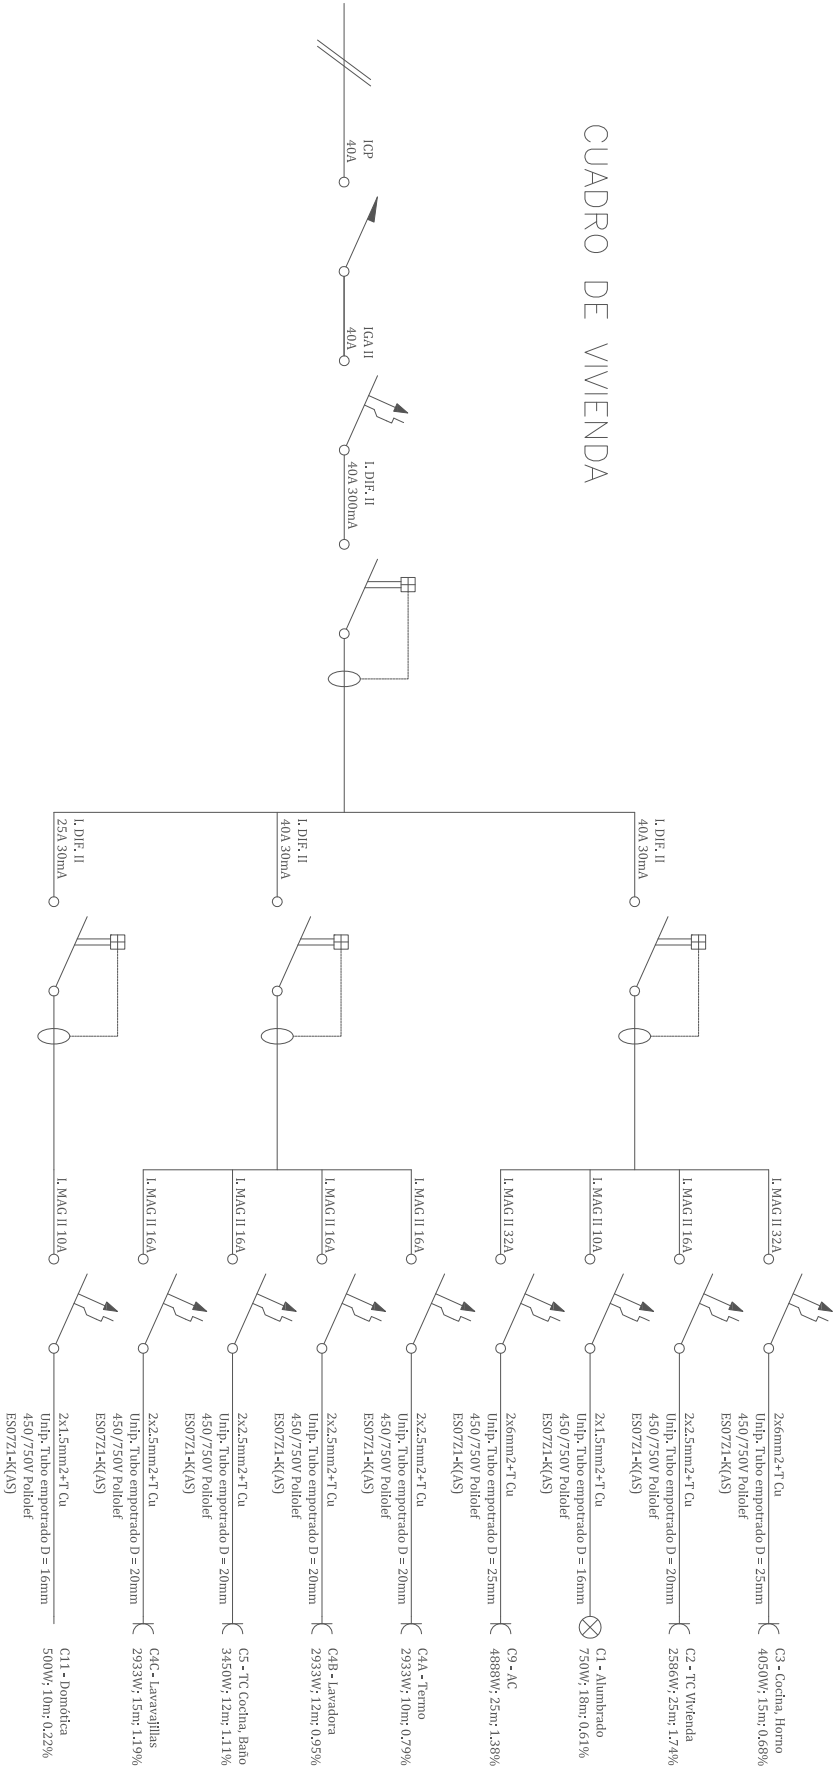 CUADRO DE VIVIENDA
ICP
40A
IGA II
40A
I. DIF. II
40A 300mA
I. DIF. II
40A 30mA
I. DIF. II
40A 30mA
I. DIF. II
25A 30mA
I. MAG II 32A
2x6mm2+T Cu
Unip. Tubo empotrado D = 25mm
450/750V Poliolef
ES07Z1-K(AS)
C3 - Cocina, Horno
4050W; 15m; 0.68%
I. MAG II 16A
2x2.5mm2+T Cu
Unip. Tubo empotrado D = 20mm
450/750V Poliolef
ES07Z1-K(AS)
C2 - TC Vivienda
2586W; 25m; 1.74%
I. MAG II 10A
2x1.5mm2+T Cu
Unip. Tubo empotrado D = 16mm
450/750V Poliolef
ES07Z1-K(AS)
C1 - Alumbrado
750W; 18m; 0.61%
I. MAG II 32A
2x6mm2+T Cu
Unip. Tubo empotrado D = 25mm
450/750V Poliolef
ES07Z1-K(AS)
C9 - AC
4888W; 25m; 1.38%
I. MAG II 16A
2x2.5mm2+T Cu
Unip. Tubo empotrado D = 20mm
450/750V Poliolef
ES07Z1-K(AS)
C4A - Termo
2933W; 10m; 0.79%
I. MAG II 16A
2x2.5mm2+T Cu
Unip. Tubo empotrado D = 20mm
450/750V Poliolef
ES07Z1-K(AS)
C4B - Lavadora
2933W; 12m; 0.95%
I. MAG II 16A
2x2.5mm2+T Cu
Unip. Tubo empotrado D = 20mm
450/750V Poliolef
ES07Z1-K(AS)
C5 - TC Cocina, Baño
3450W; 12m; 1.11%
I. MAG II 16A
2x2.5mm2+T Cu
Unip. Tubo empotrado D = 20mm
450/750V Poliolef
ES07Z1-K(AS)
C4C - Lavavajillas
2933W; 15m; 1.19%
I. MAG II 10A
2x1.5mm2+T Cu
Unip. Tubo empotrado D = 16mm
450/750V Poliolef
ES07Z1-K(AS)
C11 - Domótica
500W; 10m; 0.22%